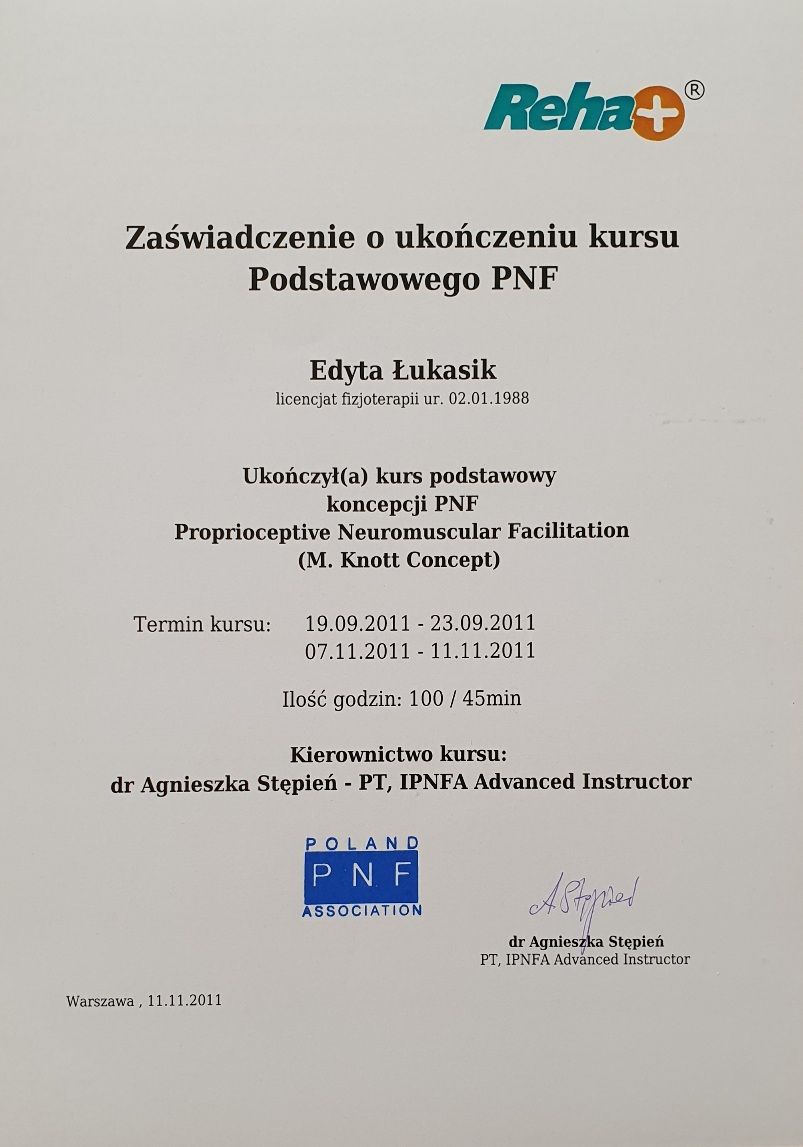 Reha+®
Zaświadczenie o ukończeniu kursu
Podstawowego PNF
Edyta Łukasik
licencjat fizjoterapii ur. 02.01.1988
Ukończył(a) kurs podstawowy
koncepcji PNF
Proprioceptive Neuromuscular Facilitation
(M. Knott Concept)
Termin kursu: 19.09.2011 - 23.09.2011
07.11.2011 - 11.11.2011
Ilość godzin: 100 / 45min
Kierownictwo kursu:
dr Agnieszka Stępień - PT, IPNFA Advanced Instructor
POLAND
PNF
ASSOCIATION
A Stępień
dr Agnieszka Stępień
PT, IPNFA Advanced Instructor
Warszawa , 11.11.2011